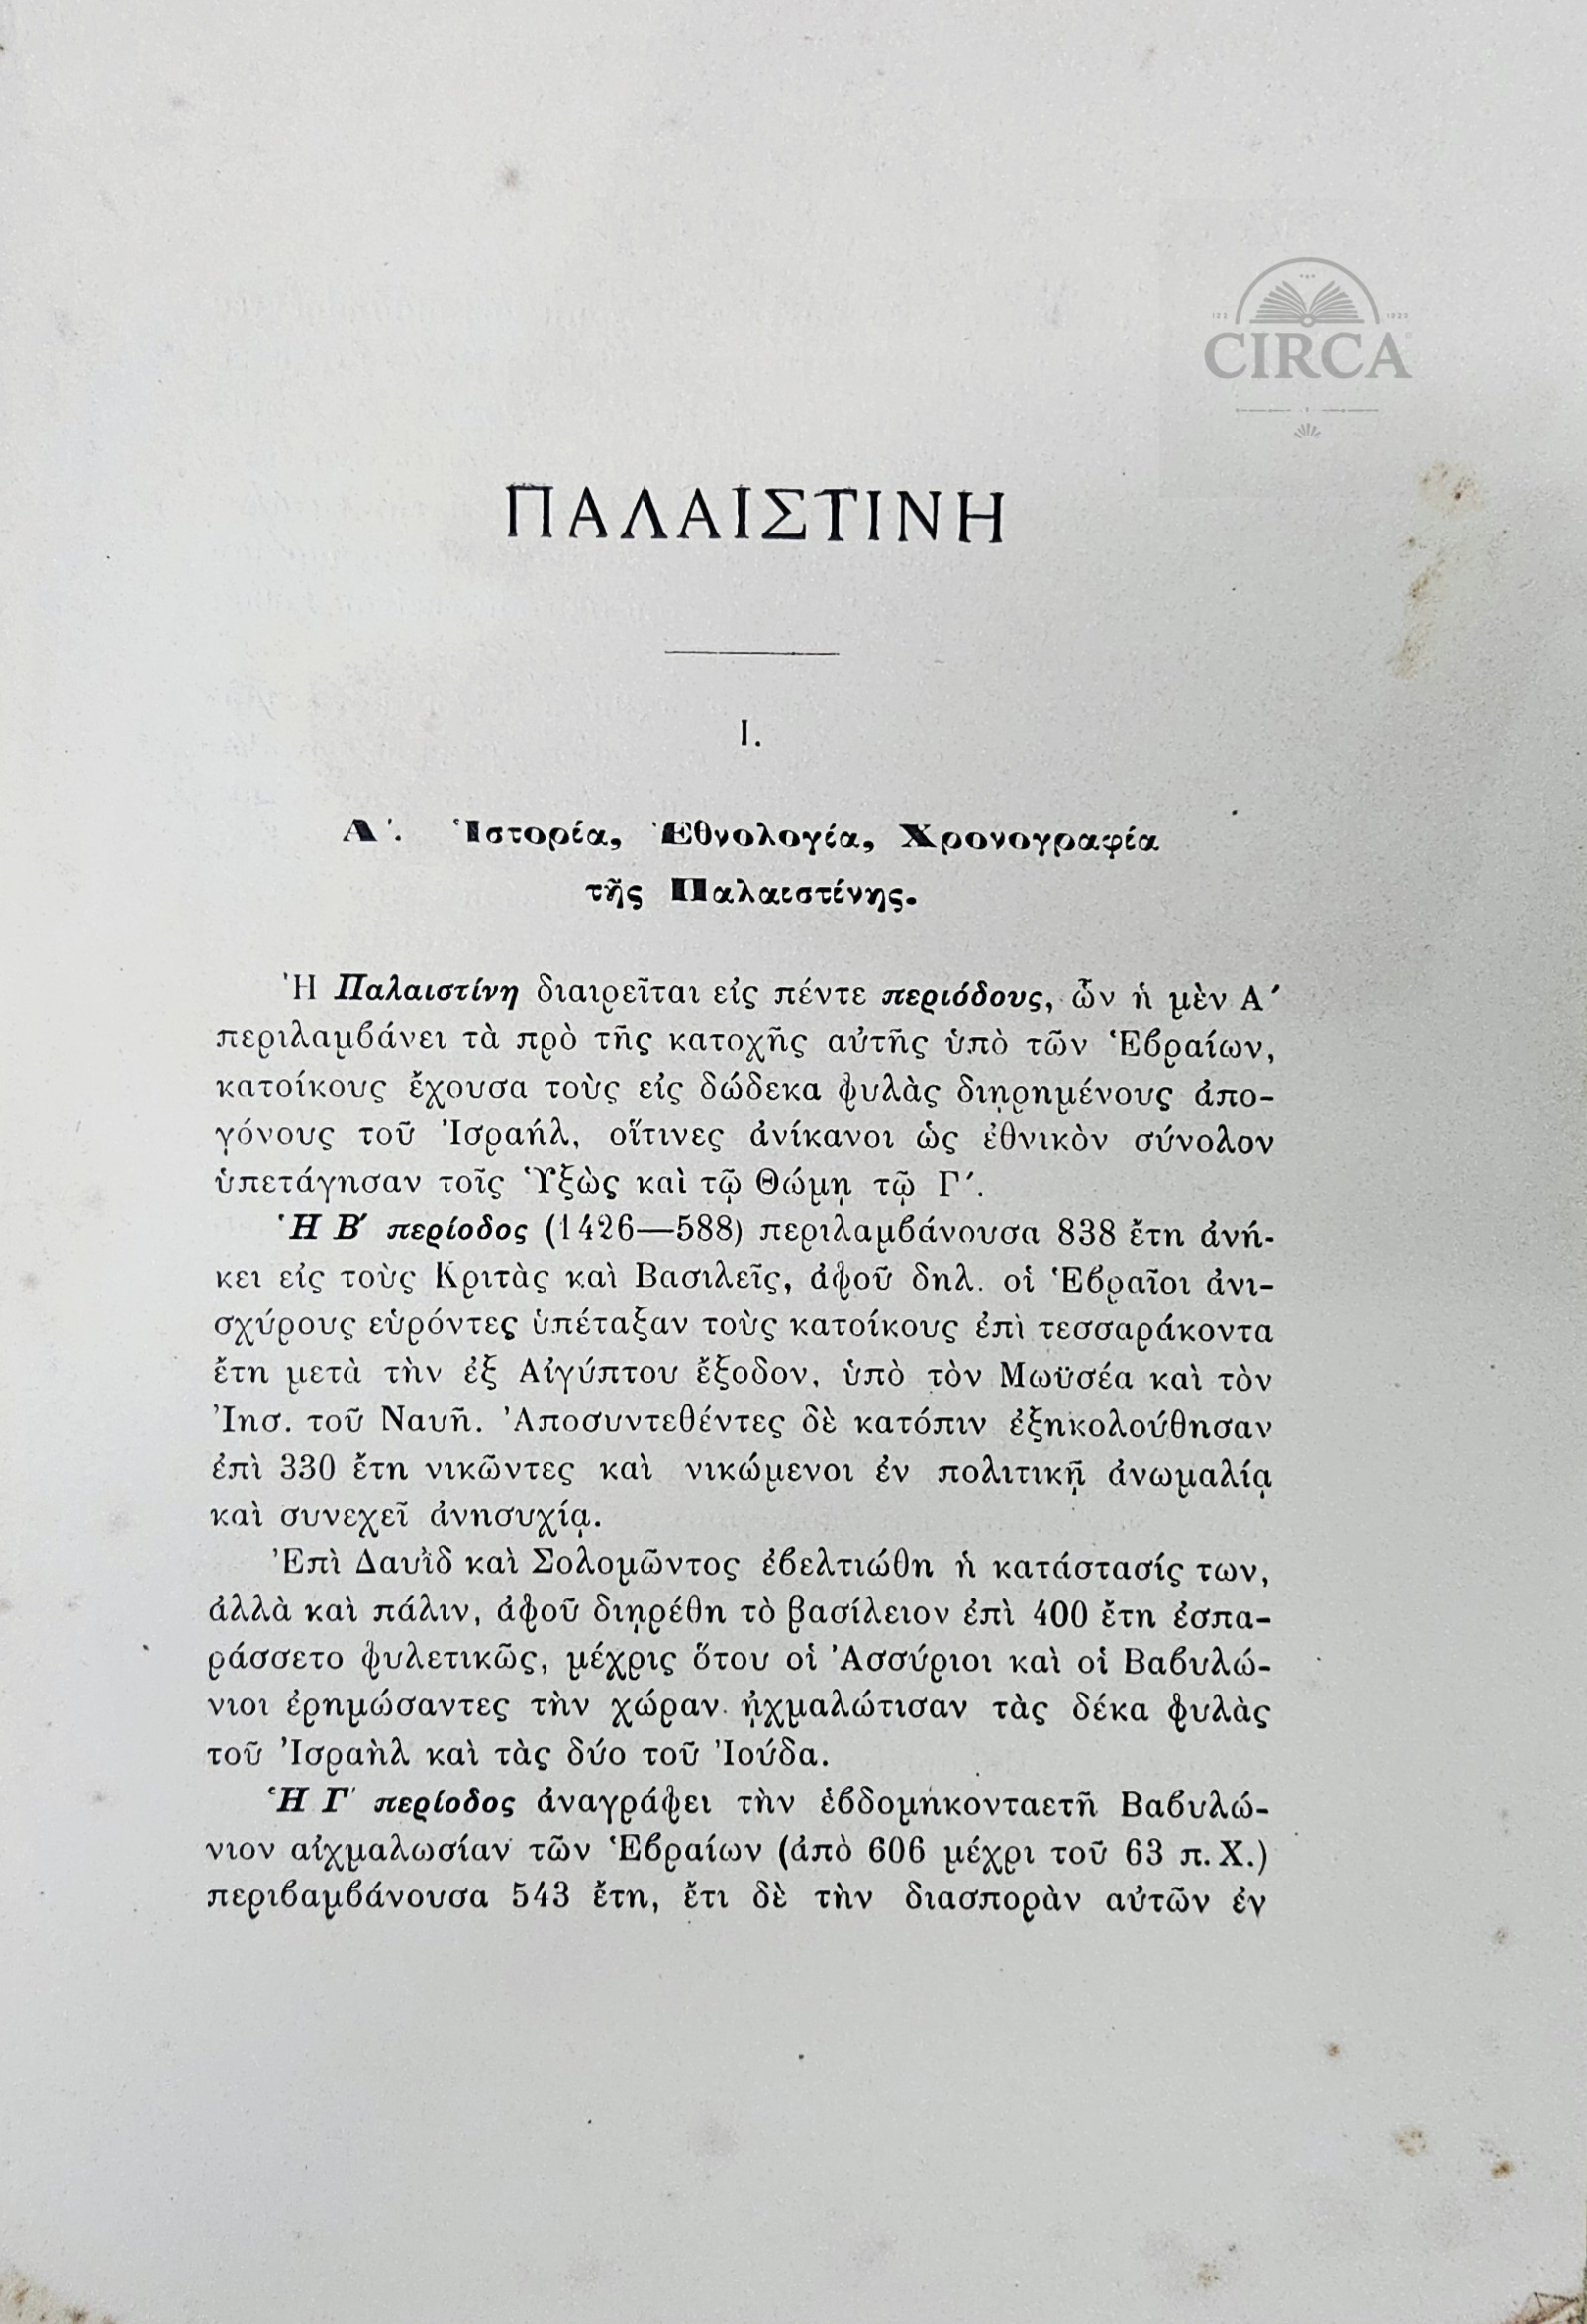 CIRCA
ΠΑΛΑΙΣΤΙΝΗ
I.
Α΄. Ἱστορία, Ἐθνολογία, Χρονογραφία
τῆς Παλαιστίνης.
Ἡ Παλαιστίνη διαιρεῖται εἰς πέντε περιόδους, ὧν ἡ μὲν Α΄
περιλαμβάνει τὰ πρὸ τῆς κατοχῆς αὐτῆς ὑπὸ τῶν Ἑβραίων,
κατοίκους ἔχουσα τοὺς εἰς δώδεκα φυλὰς διῃρημένους ἀπο-
γόνους τοῦ Ἰσραήλ, οἵτινες ἀνίκανοι ὡς ἐθνικὸν σύνολον
ὑπετάγησαν τοῖς Ὑξὼς καὶ τῷ Θώμῃ τῷ Γ΄.
Ἡ Β΄ περίοδος (1426—588) περιλαμβάνουσα 838 ἔτη ἀνή-
κει εἰς τοὺς Κριτὰς καὶ Βασιλεῖς, ἀφοῦ δηλ. οἱ Ἑβραῖοι ἀνι-
σχύρους εὑρόντες ὑπέταξαν τοὺς κατοίκους ἐπὶ τεσσαράκοντα
ἔτη μετὰ τὴν ἐξ Αἰγύπτου ἔξοδον, ὑπὸ τὸν Μωϋσέα καὶ τὸν
Ἰησ. τοῦ Ναυῆ. Ἀποσυντεθέντες δὲ κατόπιν ἐξηκολούθησαν
ἐπὶ 330 ἔτη νικῶντες καὶ νικώμενοι ἐν πολιτικῇ ἀνωμαλίᾳ
καὶ συνεχεῖ ἀνησυχίᾳ.
Ἐπὶ Δαυῒδ καὶ Σολομῶντος ἐβελτιώθη ἡ κατάστασίς των,
ἀλλὰ καὶ πάλιν, ἀφοῦ διῃρέθη τὸ βασίλειον ἐπὶ 400 ἔτη ἐσπα-
ράσσετο φυλετικῶς, μέχρις ὅτου οἱ Ἀσσύριοι καὶ οἱ Βαβυλώ-
νιοι ἐρημώσαντες τὴν χώραν ᾐχμαλώτισαν τὰς δέκα φυλὰς
τοῦ Ἰσραὴλ καὶ τὰς δύο τοῦ Ἰούδα.
Ἡ Γ΄ περίοδος ἀναγράφει τὴν ἑβδομηκονταετῆ Βαβυλώ-
νιον αἰχμαλωσίαν τῶν Ἑβραίων (ἀπὸ 606 μέχρι τοῦ 63 π.Χ.)
περιβαμβάνουσα 543 ἔτη, ἔτι δὲ τὴν διασπορὰν αὐτῶν ἐν